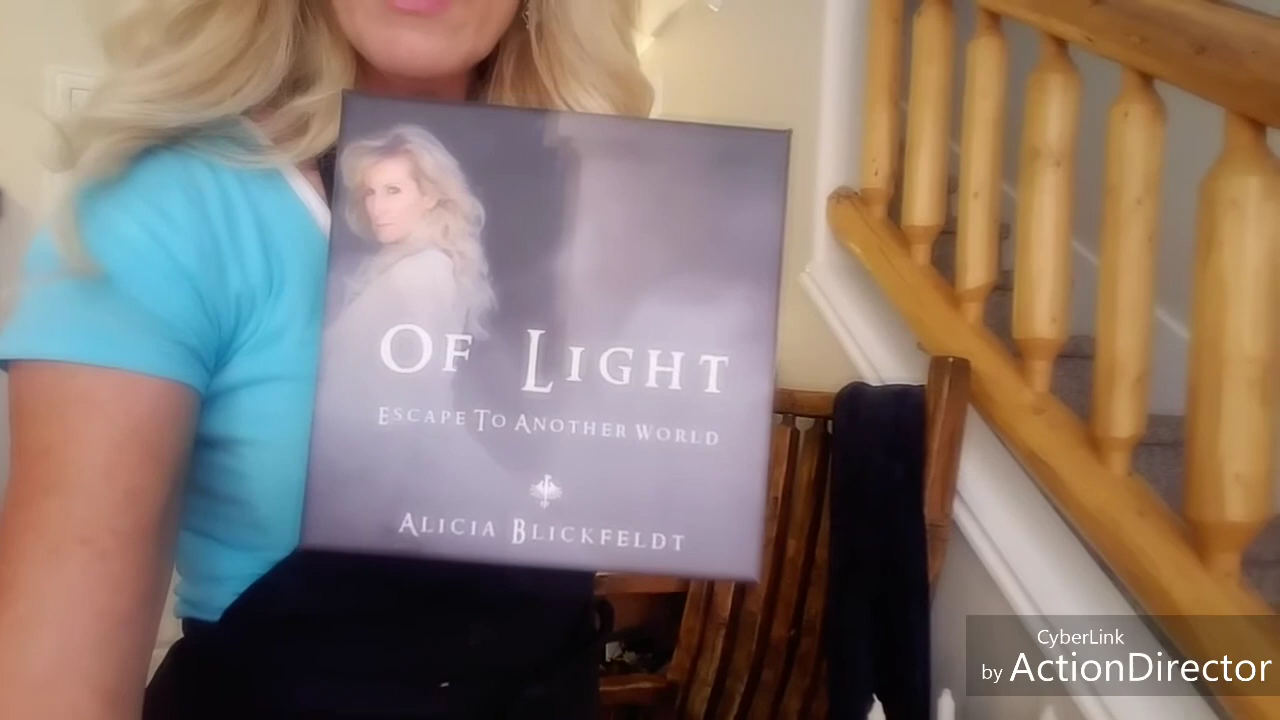 Of Light
Escape To Another World
Alicia Blickfeldt
CyberLink
by ActionDirector